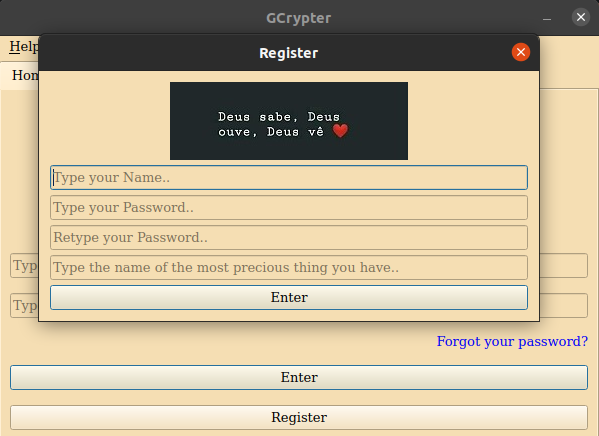 GCrypter
Help
Register
Hom
Deus sabe, Deus
ouve, Deus vê ❤️
Type your Name..
Type your Password..
Retype your Password..
Type the name of the most precious thing you have..
Enter
Typ
Typ
Forgot your password?
Enter
Register